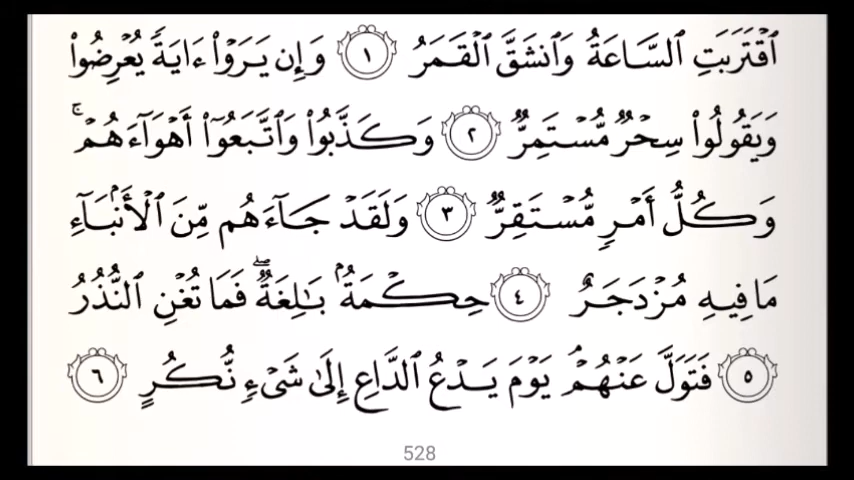 ٱقْتَرَبَتِ ٱلسَّاعَةُ وَٱنشَقَّ ٱلْقَمَرُ ١ وَإِن يَرَوْا۟ ءَايَةً يُعْرِضُوا۟
وَيَقُولُوا۟ سِحْرٌ مُّسْتَمِرٌّ ٢ وَكَذَّبُوا۟ وَٱتَّبَعُوٓا۟ أَهْوَآءَهُمْ ۚ
وَكُلُّ أَمْرٍ مُّسْتَقِرٌّ ٣ وَلَقَدْ جَآءَهُم مِّنَ ٱلْأَنۢبَآءِ
مَا فِيهِ مُزْدَجَرٌ ٤ حِكْمَةٌۢ بَـٰلِغَةٌ ۖ فَمَا تُغْنِ ٱلنُّذُرُ
٥ فَتَوَلَّ عَنْهُمْ ۘ يَوْمَ يَدْعُ ٱلدَّاعِ إِلَىٰ شَىْءٍ نُّكُرٍ ٦
528